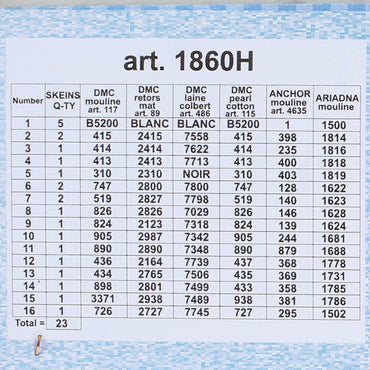 art. 1860H
Number SKEINS Q-TY DMC mouline art. 117 DMC retors mat art. 89 DMC laine colbert art. 486 DMC pearl cotton art. 115 ANCHOR mouline art. 4635 ARIADNA mouline
1 5 B5200 BLANC BLANC B5200 1 1500
2 2 415 2415 7558 415 398 1814
3 1 414 2414 7622 414 235 1816
4 1 413 2413 7713 413 400 1818
5 1 310 2310 NOIR 310 403 1819
6 2 747 2800 7800 747 128 1622
7 2 519 2827 7798 519 140 1623
8 1 826 2826 7029 826 146 1628
9 1 824 2123 7318 824 139 1624
10 1 905 2987 7342 905 244 1681
11 1 890 2890 7348 890 879 1688
12 1 436 2164 7739 437 368 1778
13 1 434 2765 7506 435 369 1731
14 1 898 2801 7499 433 358 1785
15 1 3371 2938 7489 938 381 1786
16 1 726 2727 7745 727 295 1502
Total = 23